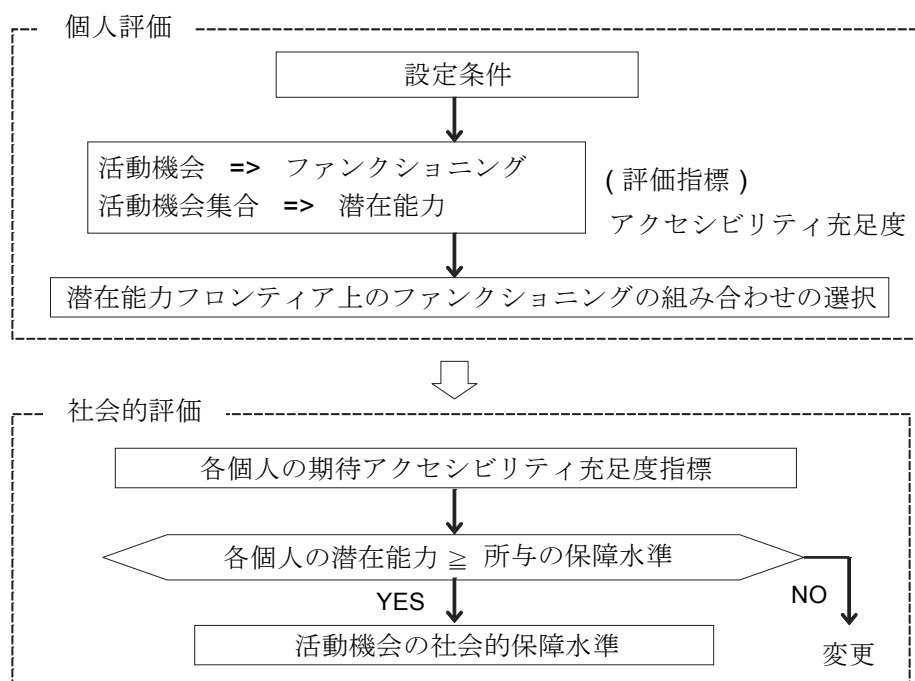 個人評価
設定条件
活動機会 => ファンクショニング
活動機会集合 => 潜在能力
( 評価指標 )
アクセシビリティ充足度
潜在能力フロンティア上のファンクショニングの組み合わせの選択
社会的評価
各個人の期待アクセシビリティ充足度指標
各個人の潜在能力 ≧ 所与の保障水準
YES
NO
活動機会の社会的保障水準
変更